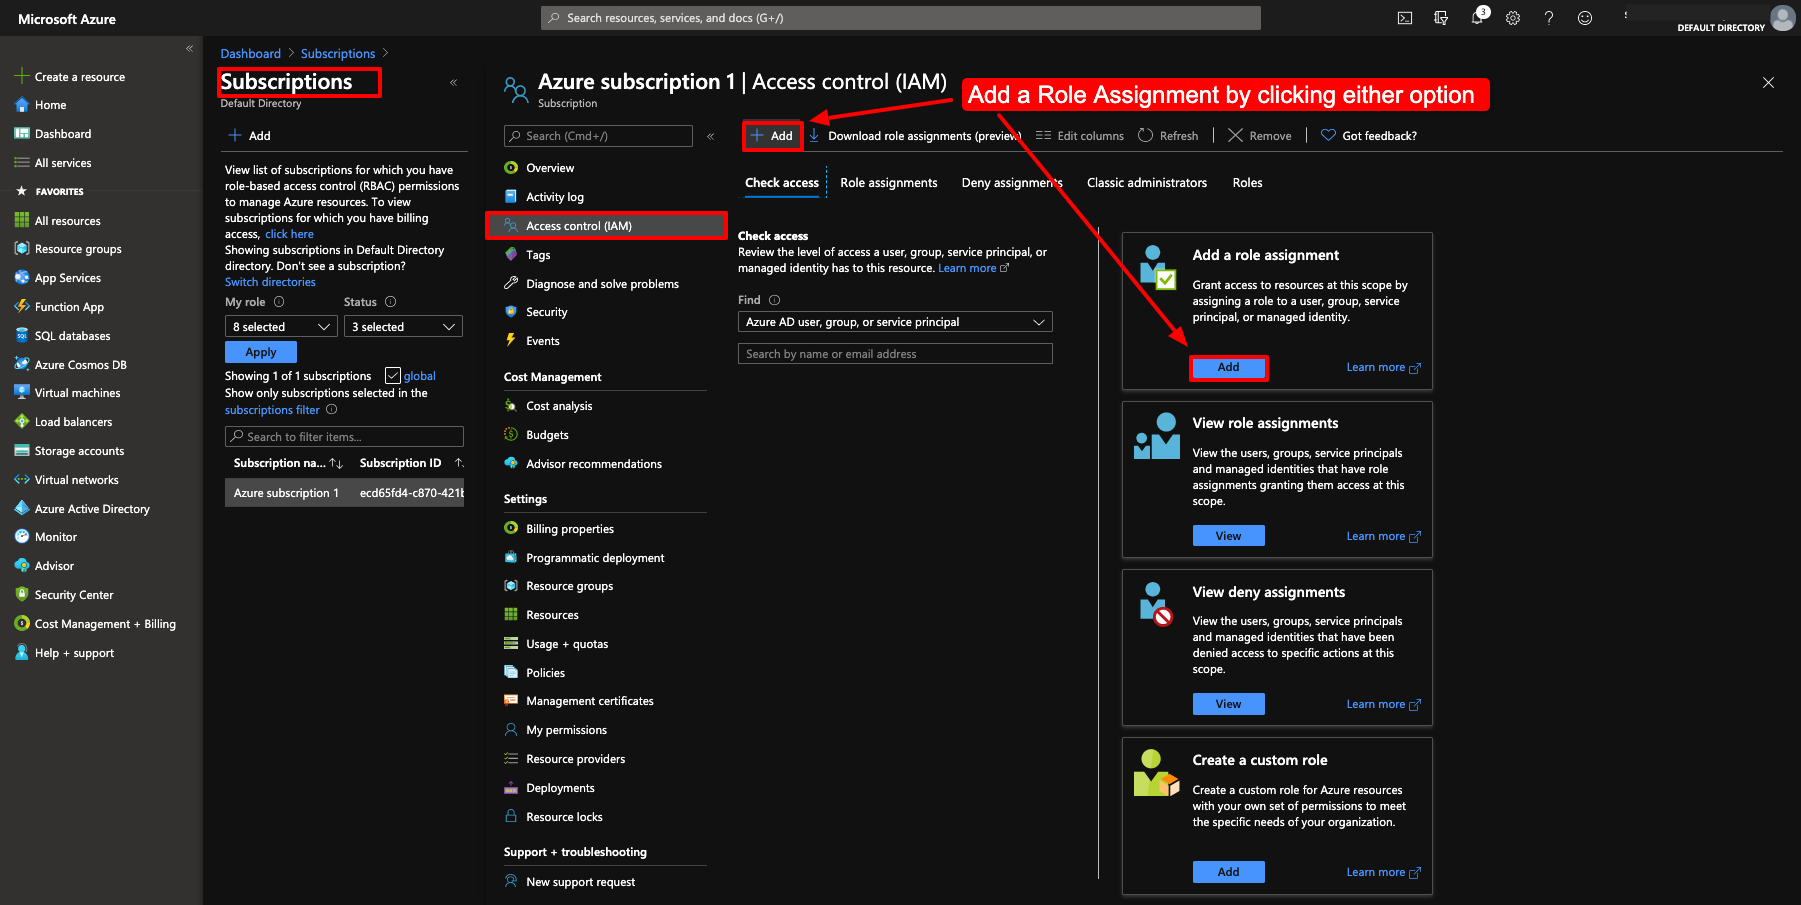 Microsoft Azure
Search resources, services, and docs (G+/)
3
DEFAULT DIRECTORY
«
Create a resource
Home
Dashboard
All services
FAVORITES
All resources
Resource groups
App Services
Function App
SQL databases
Azure Cosmos DB
Virtual machines
Load balancers
Storage accounts
Virtual networks
Azure Active Directory
Monitor
Advisor
Security Center
Cost Management + Billing
Help + support
Dashboard > Subscriptions >
Subscriptions
«
Default Directory
+ Add
View list of subscriptions for which you have
role-based access control (RBAC) permissions
to manage Azure resources. To view
subscriptions for which you have billing
access, click here
Showing subscriptions in Default Directory
directory. Don't see a subscription?
Switch directories
My role
Status
8 selected
3 selected
Apply
Showing 1 of 1 subscriptions
global
Show only subscriptions selected in the
subscriptions filter
Search to filter items...
Subscription na... ↑↓
Subscription ID ↑
Azure subscription 1
ecd65fd4-c870-421b
Azure subscription 1 | Access control (IAM)
Subscription
Search (Cmd+/)
«
Overview
Activity log
Access control (IAM)
Tags
Diagnose and solve problems
Security
Events
Cost Management
Cost analysis
Budgets
Advisor recommendations
Settings
Billing properties
Programmatic deployment
Resource groups
Resources
Usage + quotas
Policies
Management certificates
My permissions
Resource providers
Deployments
Resource locks
Support + troubleshooting
New support request
Add a Role Assignment by clicking either option
+ Add
Download role assignments (preview)
Edit columns
Refresh
Remove
Got feedback?
Check access
Role assignments
Deny assignments
Classic administrators
Roles
Check access
Review the level of access a user, group, service principal, or
managed identity has to this resource. Learn more
Find
Azure AD user, group, or service principal
Search by name or email address
Add a role assignment
Grant access to resources at this scope by
assigning a role to a user, group, service
principal, or managed identity.
Add
Learn more
View role assignments
View the users, groups, service principals
and managed identities that have role
assignments granting them access at this
scope.
View
Learn more
View deny assignments
View the users, groups, service principals
and managed identities that have been
denied access to specific actions at this
scope.
View
Learn more
Create a custom role
Create a custom role for Azure resources
with your own set of permissions to meet
the specific needs of your organization.
Add
Learn more